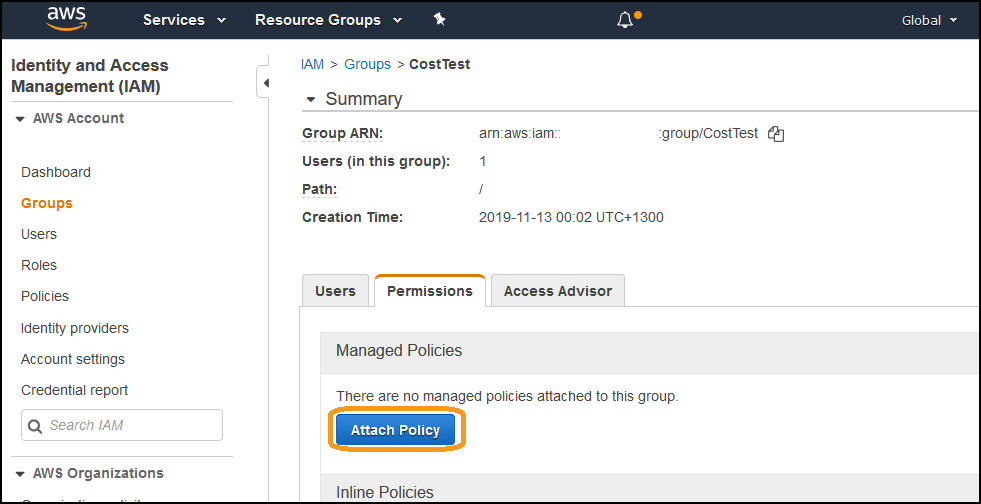 aws Services Resource Groups Global
Identity and Access
Management (IAM)
AWS Account
Dashboard
Groups
Users
Roles
Policies
Identity providers
Account settings
Credential report
Search IAM
AWS Organizations
IAM > Groups > CostTest
Summary
Group ARN: arn:aws:iam:: :group/CostTest
Users (in this group): 1
Path: /
Creation Time: 2019-11-13 00:02 UTC+1300
Users Permissions Access Advisor
Managed Policies
There are no managed policies attached to this group.
Attach Policy
Inline Policies